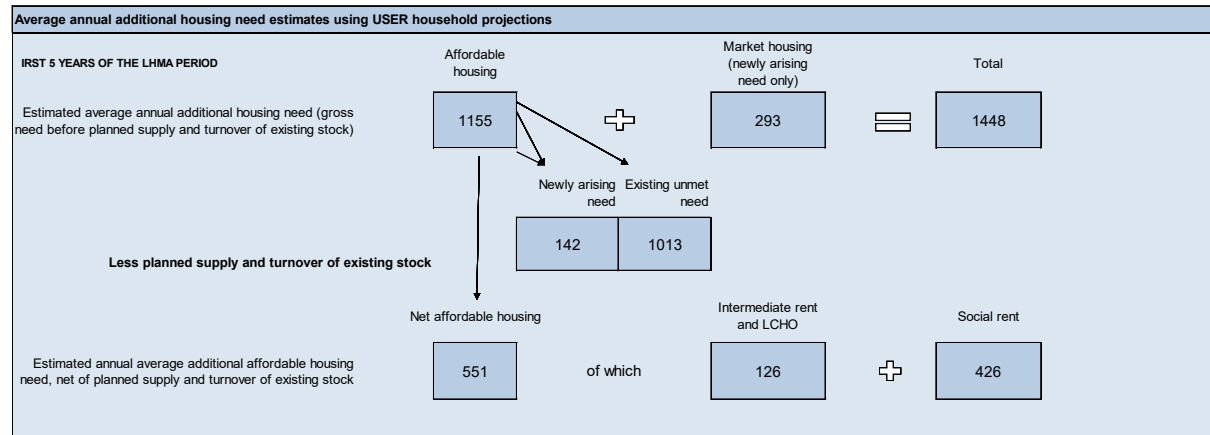 Average annual additional housing need estimates using USER household projections
IRST 5 YEARS OF THE LHMA PERIOD
Affordable
housing
Market housing
(newly arising
need only)
Total
Estimated average annual additional housing need (gross
need before planned supply and turnover of existing stock)
1155
293
1448
Newly arising
need
Existing unmet
need
142
1013
Less planned supply and turnover of existing stock
Net affordable housing
Intermediate rent
and LCHO
Social rent
Estimated annual average additional affordable housing
need, net of planned supply and turnover of existing stock
551
of which
126
426